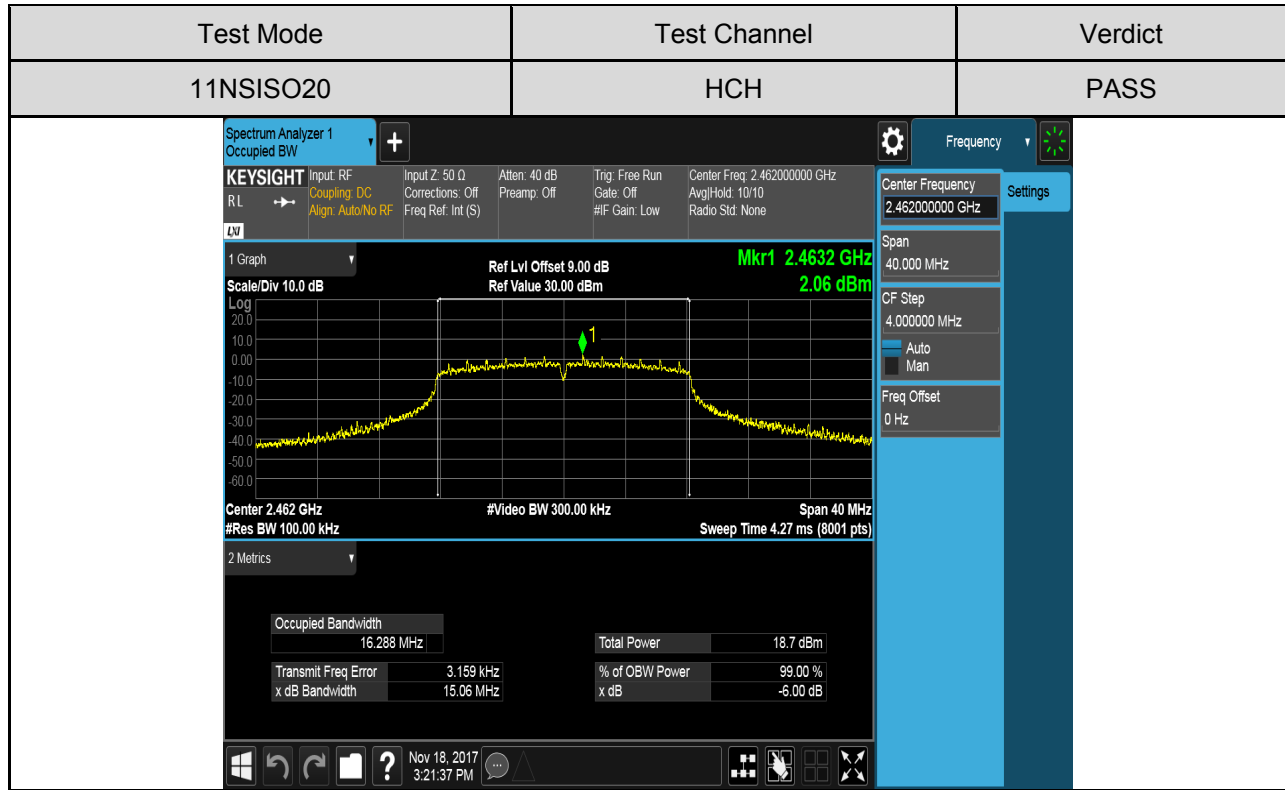 Test Mode Test Channel Verdict
11NSISO20 HCH PASS
Spectrum Analyzer 1
Occupied BW
+
Frequency
KEYSIGHT Input: RF Input Z: 50 Ω Atten: 40 dB Trig: Free Run Center Freq: 2.462000000 GHz
RL Coupling: DC Corrections: Off Preamp: Off Gate: Off Avg|Hold: 10/10
Align: Auto/No RF Freq Ref: Int (S) #IF Gain: Low Radio Std: None
LXI
Center Frequency
2.462000000 GHz
Settings
Span
40.000 MHz
CF Step
4.000000 MHz
Auto
Man
Freq Offset
0 Hz
1 Graph
Ref Lvl Offset 9.00 dB
Mkr1 2.4632 GHz
Scale/Div 10.0 dB
Ref Value 30.00 dBm
2.06 dBm
Log
20.0
10.0
1
0.00
-10.0
-20.0
-30.0
-40.0
-50.0
-60.0
Center 2.462 GHz #Video BW 300.00 kHz Span 40 MHz
#Res BW 100.00 kHz Sweep Time 4.27 ms (8001 pts)
2 Metrics
Occupied Bandwidth
16.288 MHz
Total Power 18.7 dBm
Transmit Freq Error 3.159 kHz
% of OBW Power 99.00 %
x dB Bandwidth 15.06 MHz
x dB -6.00 dB
?
Nov 18, 2017
3:21:37 PM